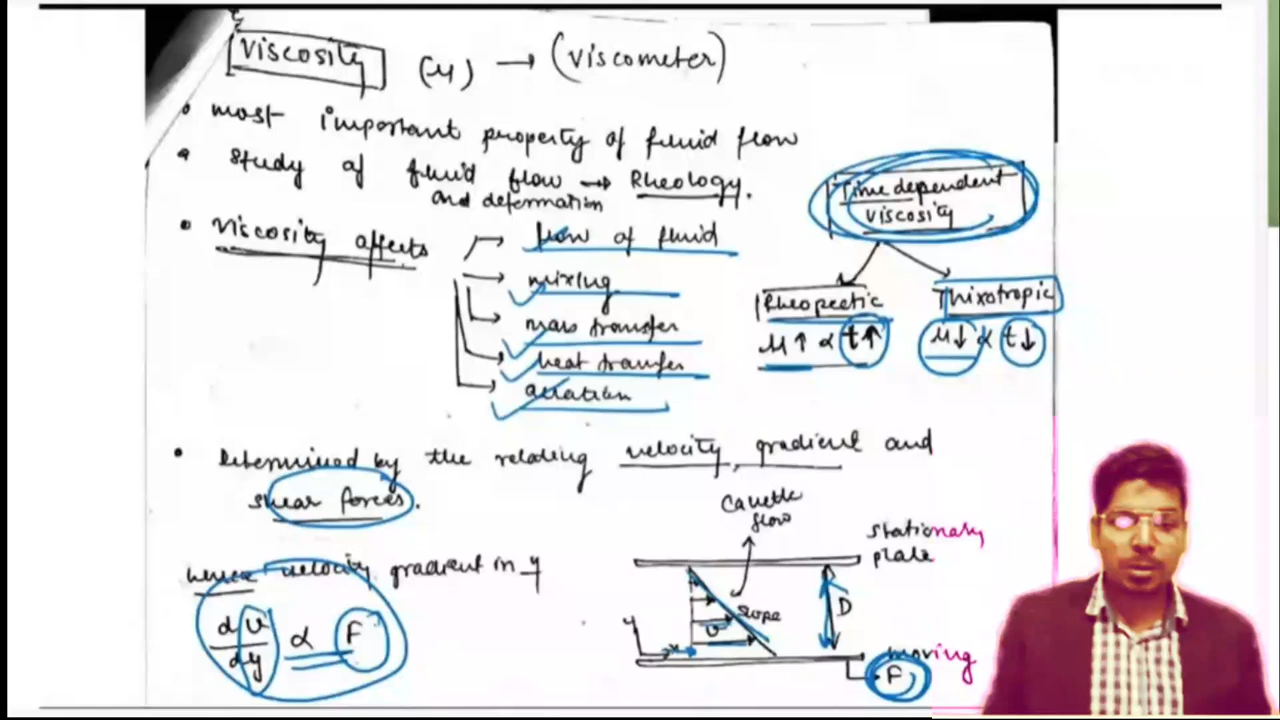 Viscosity (μ) → (Viscometer)
• most important property of fluid flow
• study of fluid flow → Rheology.
and deformation
• Viscosity affects
→ flow of fluid
→ mixing
→ mass transfer
→ heat transfer
→ aeration
Time dependent
viscosity
Rheopectic
μ↑ α t↑
Thixotropic
μ↓ α t↓
• Determined by the relating velocity gradient and
shear forces.
hence velocity gradient in y
dv/dy α F
Couette
flow
stationary
plate
slope
D
y
x
v
moving
F